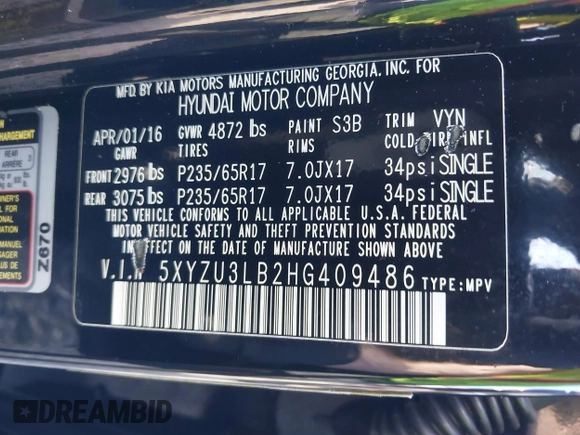 MFD. BY KIA MOTORS MANUFACTURING GEORGIA, INC. FOR
HYUNDAI MOTOR COMPANY
APR/01/16 GVWR 4872 lbs PAINT S3B TRIM VYN
GAWR TIRES RIMS COLD TIRE INFL
FRONT 2976 lbs P235/65R17 7.0JX17 34psi SINGLE
REAR 3075 lbs P235/65R17 7.0JX17 34psi SINGLE
THIS VEHICLE CONFORMS TO ALL APPLICABLE U.S.A. FEDERAL
MOTOR VEHICLE SAFETY AND THEFT PREVENTION STANDARDS
IN EFFECT ON THE DATE OF MANUFACTURE SHOWN ABOVE.
V.I.N 5XYZU3LB2HG409486 TYPE: MPV
REAR
ARRIÈRE
Z670
DREAMBID